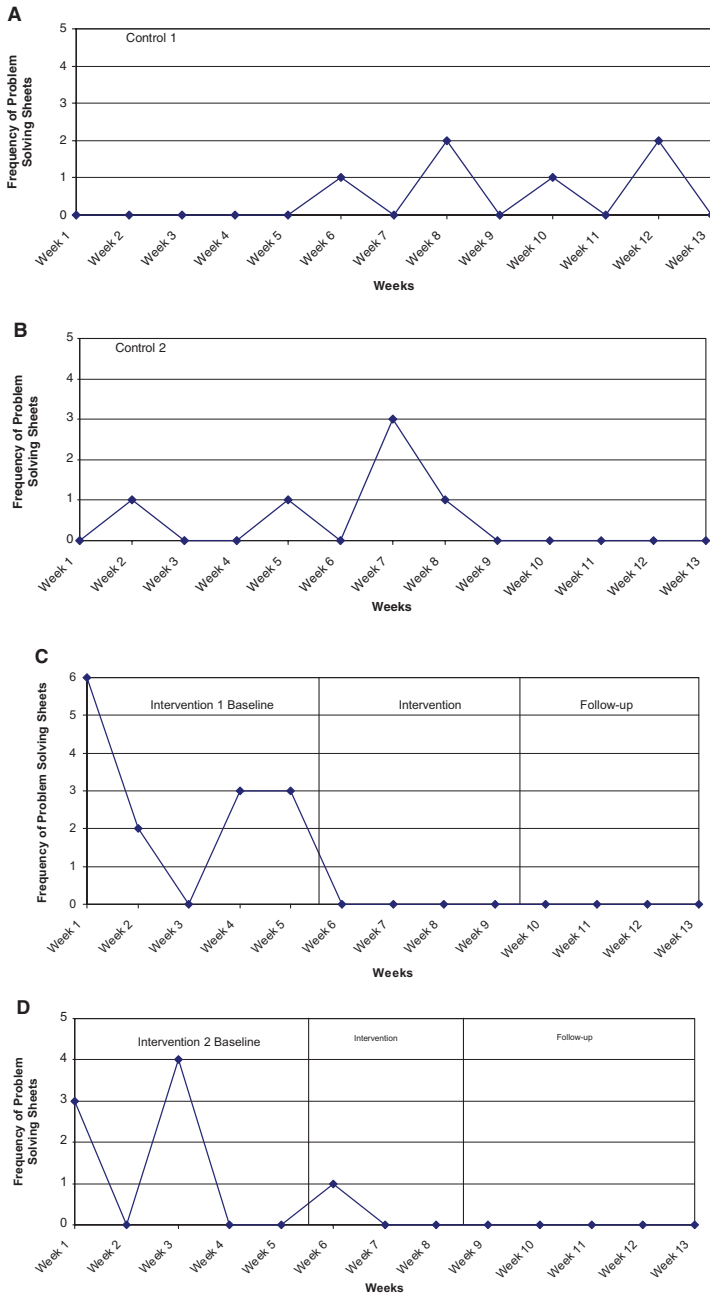 A
Control 1
Frequency of Problem
Solving Sheets
5
4
3
2
1
0
Week 1
Week 2
Week 3
Week 4
Week 5
Week 6
Week 7
Week 8
Week 9
Week 10
Week 11
Week 12
Week 13
Weeks
B
Control 2
Frequency of Problem
Solving Sheets
5
4
3
2
1
0
Week 1
Week 2
Week 3
Week 4
Week 5
Week 6
Week 7
Week 8
Week 9
Week 10
Week 11
Week 12
Week 13
Weeks
C
Intervention 1 Baseline
Intervention
Follow-up
Frequency of Problem Solving Sheets
6
5
4
3
2
1
0
Week 1
Week 2
Week 3
Week 4
Week 5
Week 6
Week 7
Week 8
Week 9
Week 10
Week 11
Week 12
Week 13
Weeks
D
Intervention 2 Baseline
Intervention
Follow-up
Frequency of Problem
Solving Sheets
5
4
3
2
1
0
Week 1
Week 2
Week 3
Week 4
Week 5
Week 6
Week 7
Week 8
Week 9
Week 10
Week 11
Week 12
Week 13
Weeks